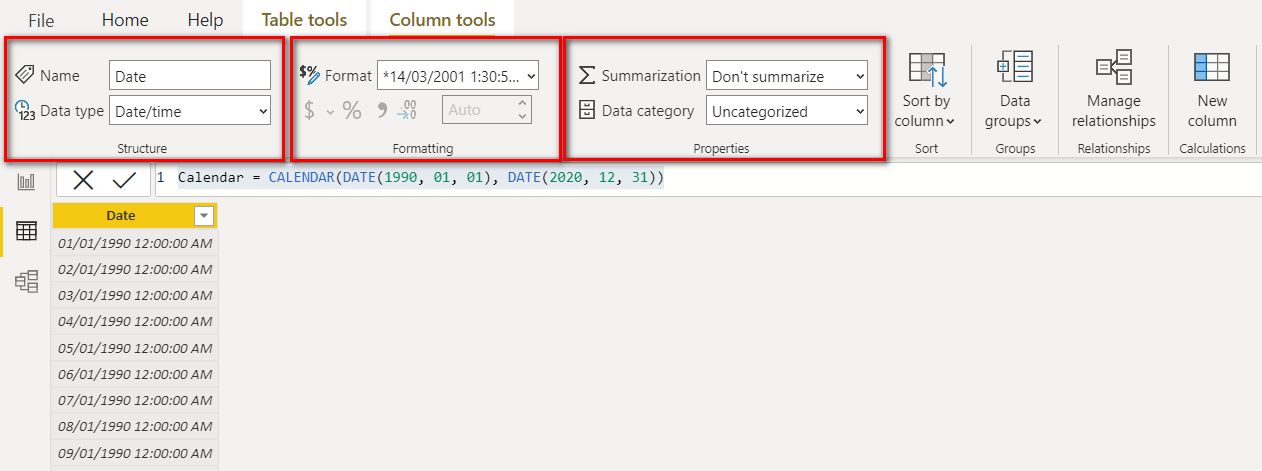 File Home Help Table tools Column tools
Name Date
Data type Date/time
Structure
$% Format *14/03/2001 1:30:5...
$ % 9 .00 Auto
Formatting
Summarization Don't summarize
Data category Uncategorized
Properties
Sort by
column
Sort
Data
groups
Groups
Manage
relationships
Relationships
New
column
Calculations
1 Calendar = CALENDAR(DATE(1990, 01, 01), DATE(2020, 12, 31))
Date
01/01/1990 12:00:00 AM
02/01/1990 12:00:00 AM
03/01/1990 12:00:00 AM
04/01/1990 12:00:00 AM
05/01/1990 12:00:00 AM
06/01/1990 12:00:00 AM
07/01/1990 12:00:00 AM
08/01/1990 12:00:00 AM
09/01/1990 12:00:00 AM